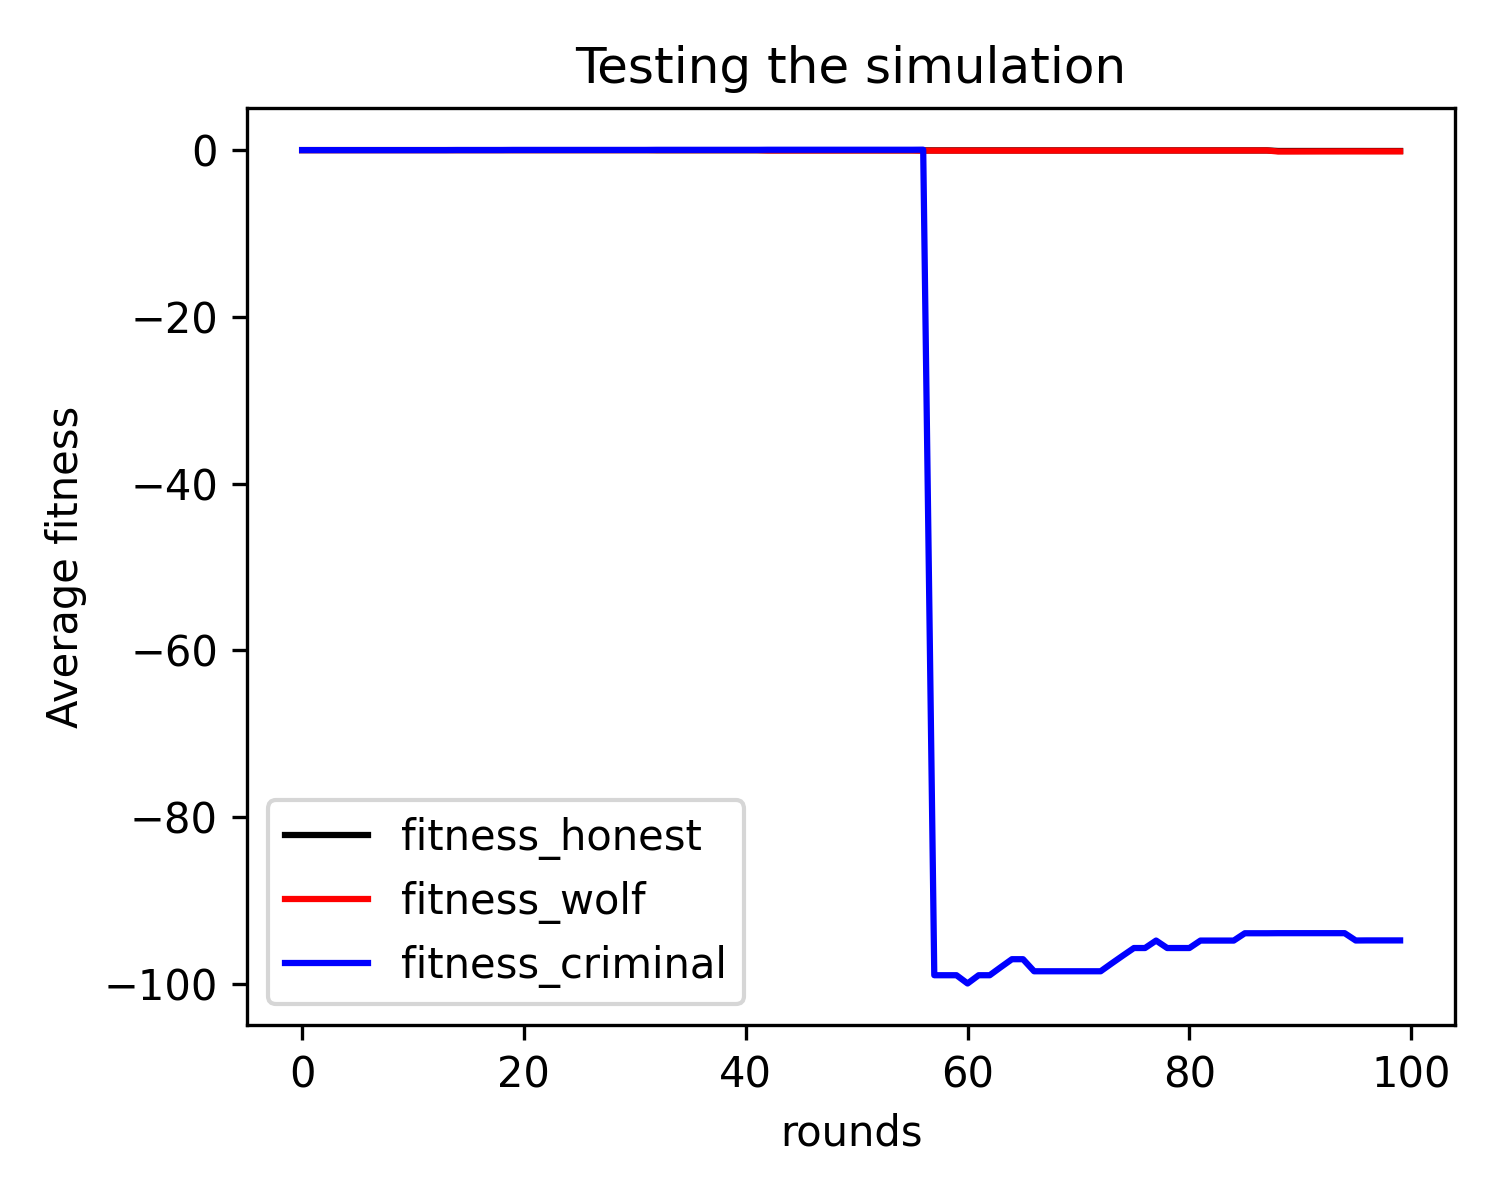 Testing the simulation
Average fitness
0
−20
−40
−60
−80
−100
fitness_honest
fitness_wolf
fitness_criminal
0 20 40 60 80 100
rounds